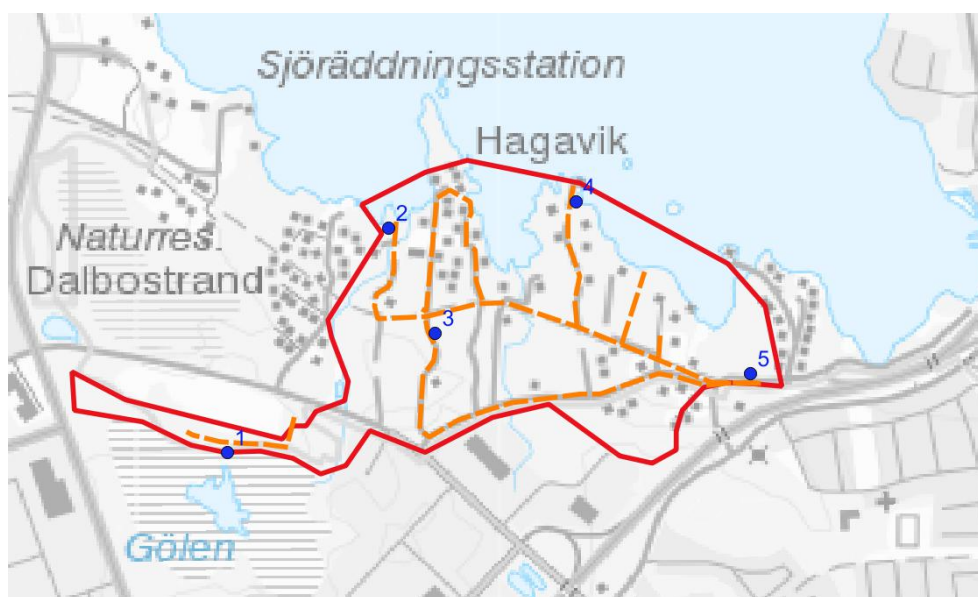 Sjöräddningsstation
Hagavik
4
2
Naturres.
Dalbostrand
3
5
1
Gölen